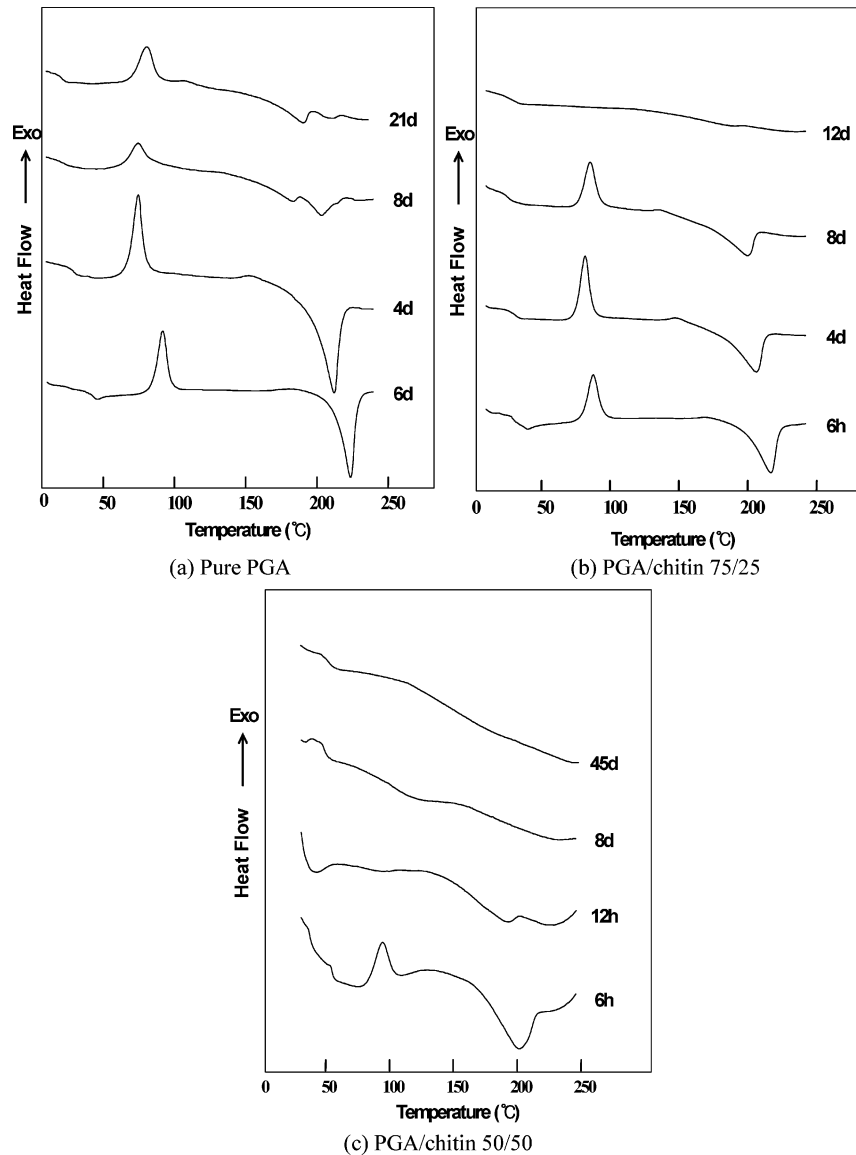 Exo
Heat Flow
21d
8d
4d
6d
0 50 100 150 200 250
Temperature (℃)
(a) Pure PGA
Exo
Heat Flow
12d
8d
4d
6h
0 50 100 150 200 250
Temperature (℃)
(b) PGA/chitin 75/25
Exo
Heat Flow
45d
8d
12h
6h
0 50 100 150 200 250
Temperature (℃)
(c) PGA/chitin 50/50